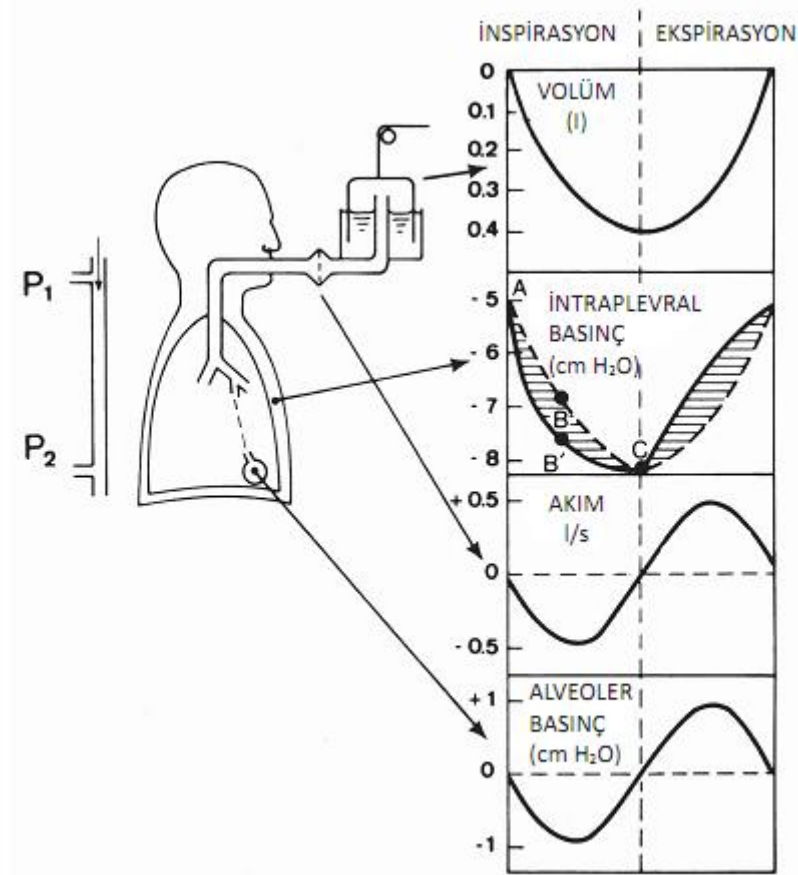 İNSPİRASYON EKSPİRASYON
0
VOLÜM
0.1
(l)
0.2
0.3
0.4
P1
P2
A
- 5
İNTRAPLEVRAL
BASINÇ
- 6
(cm H₂O)
- 7
B
- 8
B'
C
+ 0.5
AKIM
l/s
0
- 0.5
+ 1
ALVEOLER
BASINÇ
(cm H₂O)
0
- 1